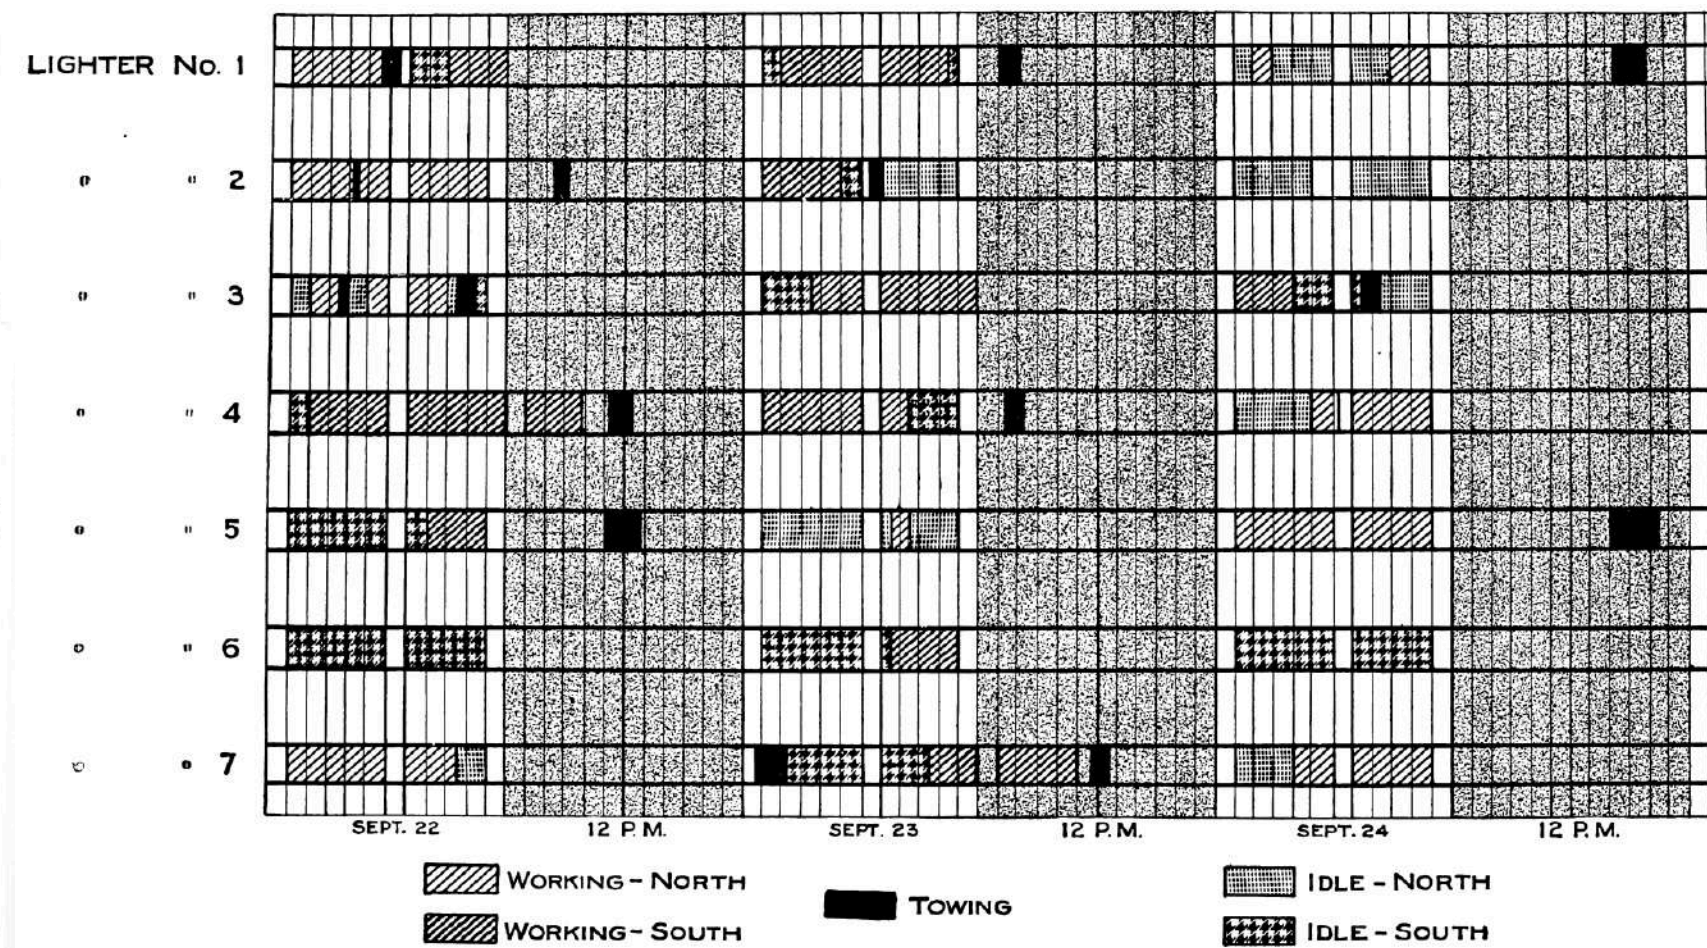 LIGHTER No. 1
" " 2
" " 3
" " 4
" " 5
" " 6
" " 7
SEPT. 22 12 P.M. SEPT. 23 12 P.M. SEPT. 24 12 P.M.
WORKING - NORTH
WORKING - SOUTH
TOWING
IDLE - NORTH
IDLE - SOUTH